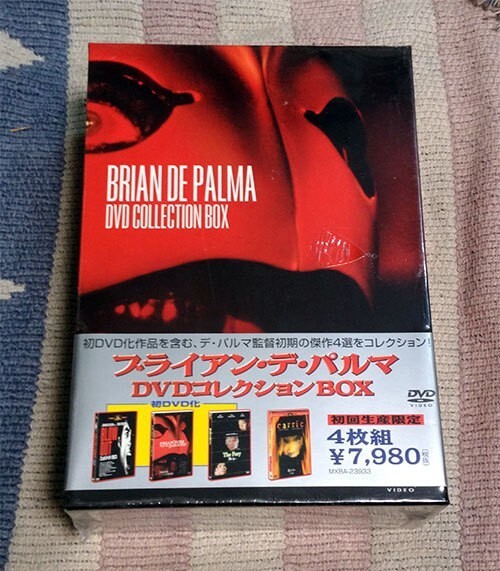 BRIAN DE PALMA
DVD COLLECTION BOX
初DVD化作品を含む、デ・パルマ監督初期の傑作4選をコレクション!
ブライアン・デ・パルマ
DVDコレクションBOX
初DVD化
The Fury
carrie
DVD
VIDEO
初回生産限定
4枚組
¥7,980(税抜)
MXBA-23933
VIDEO